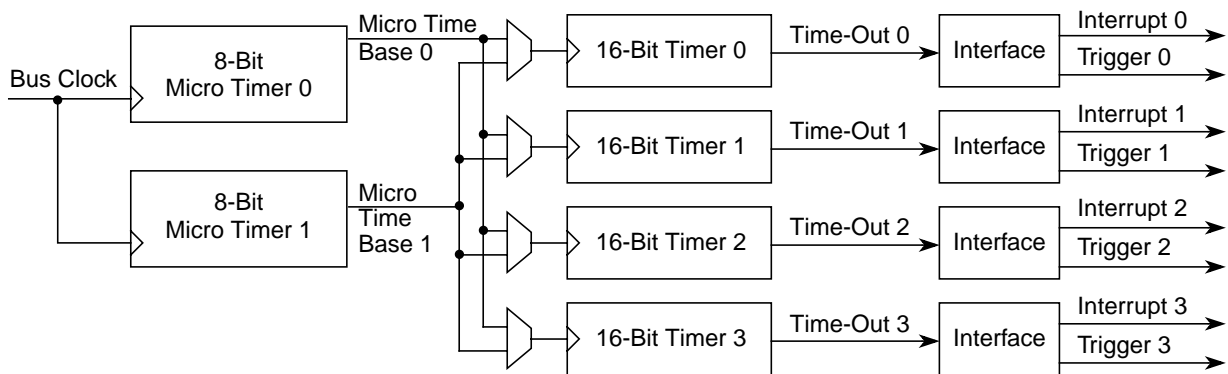 Bus Clock
8-Bit
Micro Timer 0
Micro Time
Base 0
16-Bit Timer 0
Time-Out 0
Interface
Interrupt 0
Trigger 0
16-Bit Timer 1
Time-Out 1
Interface
Interrupt 1
Trigger 1
8-Bit
Micro Timer 1
Micro
Time
Base 1
16-Bit Timer 2
Time-Out 2
Interface
Interrupt 2
Trigger 2
16-Bit Timer 3
Time-Out 3
Interface
Interrupt 3
Trigger 3